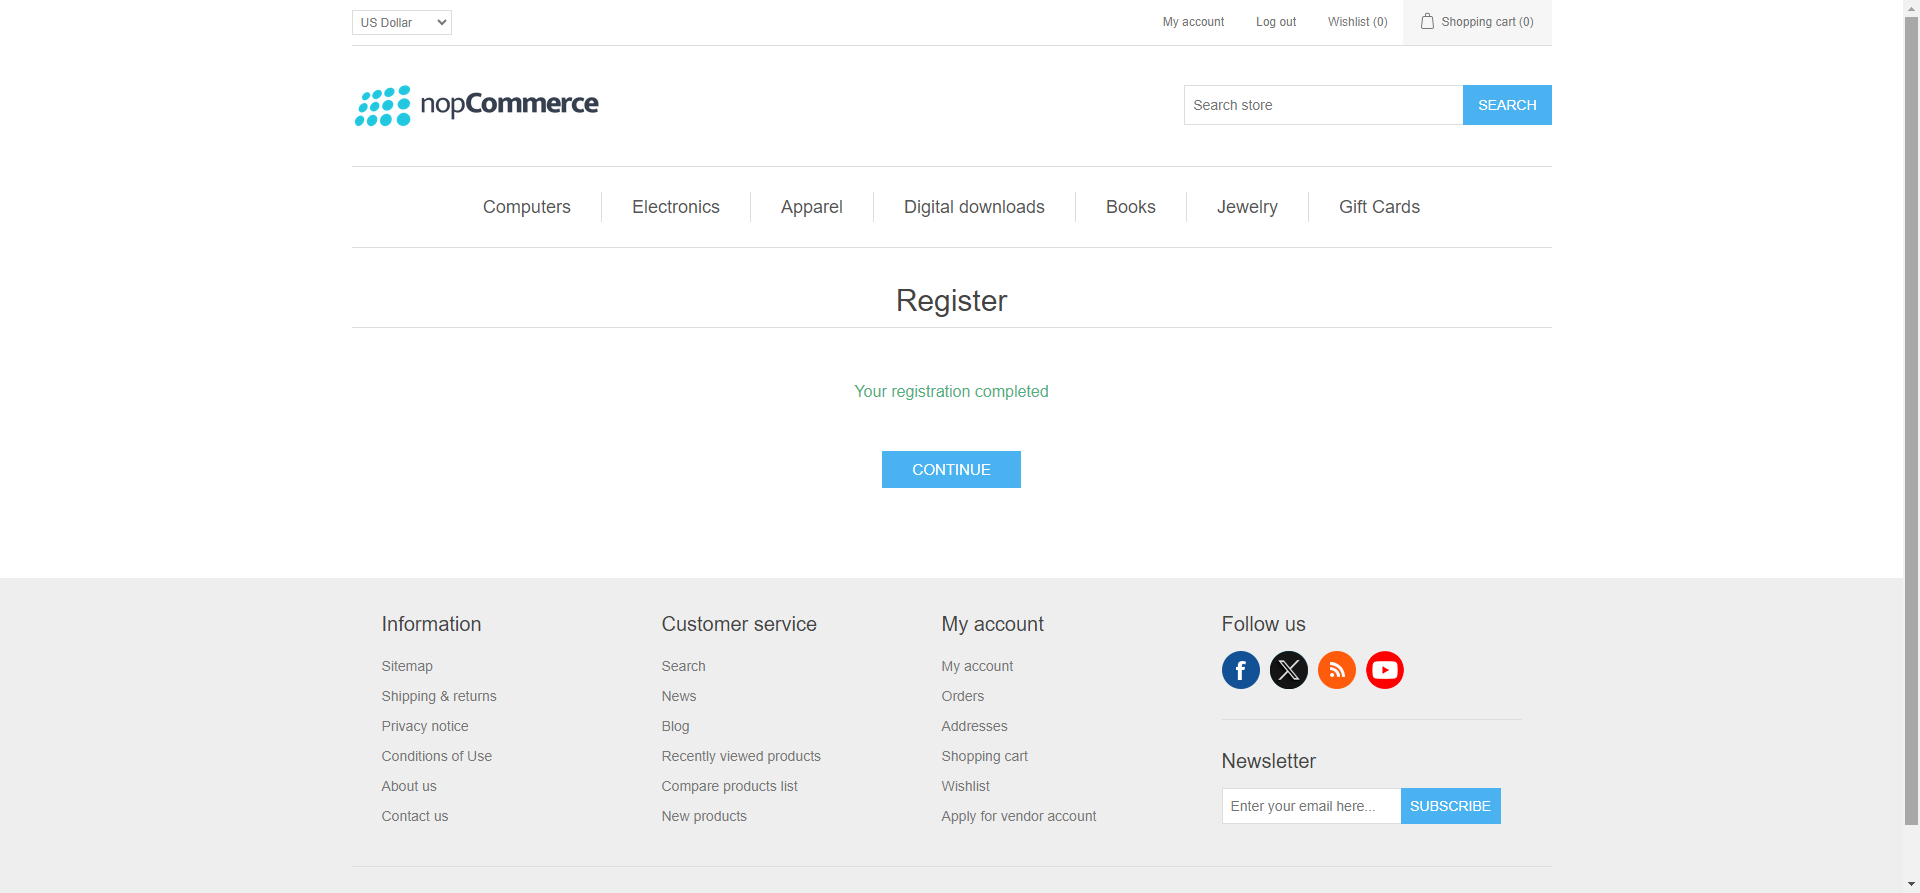 US Dollar
My account
Log out
Wishlist (0)
Shopping cart (0)
nopCommerce
Search store
SEARCH
Computers
Electronics
Apparel
Digital downloads
Books
Jewelry
Gift Cards
Register
Your registration completed
CONTINUE
Information
Sitemap
Shipping & returns
Privacy notice
Conditions of Use
About us
Contact us
Customer service
Search
News
Blog
Recently viewed products
Compare products list
New products
My account
My account
Orders
Addresses
Shopping cart
Wishlist
Apply for vendor account
Follow us
Newsletter
Enter your email here...
SUBSCRIBE